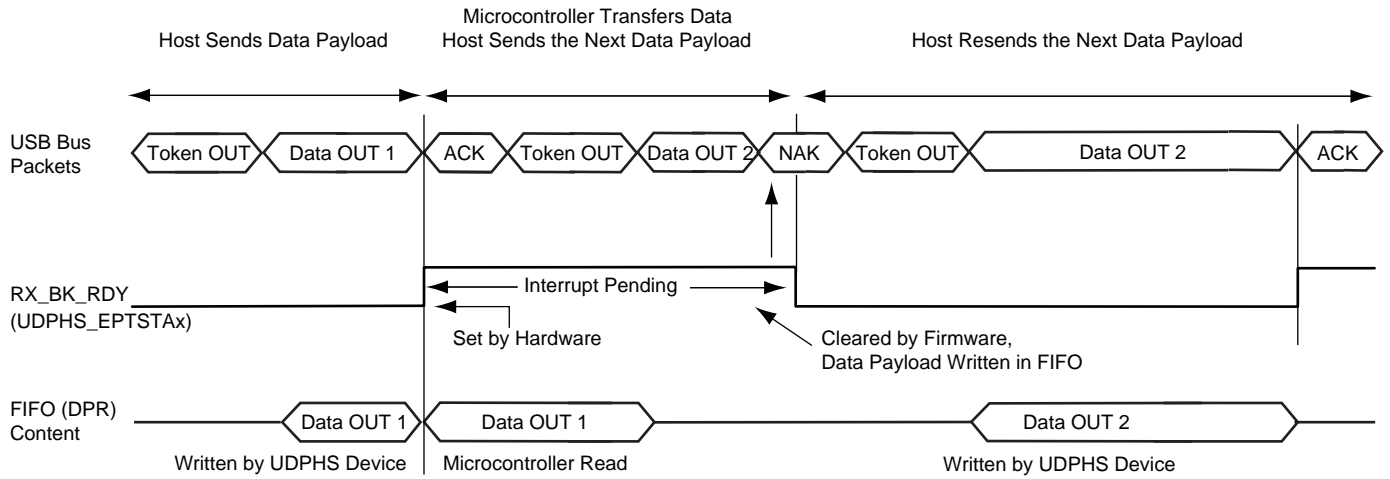 Microcontroller Transfers Data
Host Sends Data Payload
Host Sends the Next Data Payload
Host Resends the Next Data Payload
USB Bus
Packets
Token OUT
Data OUT 1
ACK
Token OUT
Data OUT 2
NAK
Token OUT
Data OUT 2
ACK
RX_BK_RDY
(UDPHS_EPTSTAx)
Interrupt Pending
Set by Hardware
Cleared by Firmware,
Data Payload Written in FIFO
FIFO (DPR)
Content
Data OUT 1
Data OUT 1
Data OUT 2
Written by UDPHS Device
Microcontroller Read
Written by UDPHS Device